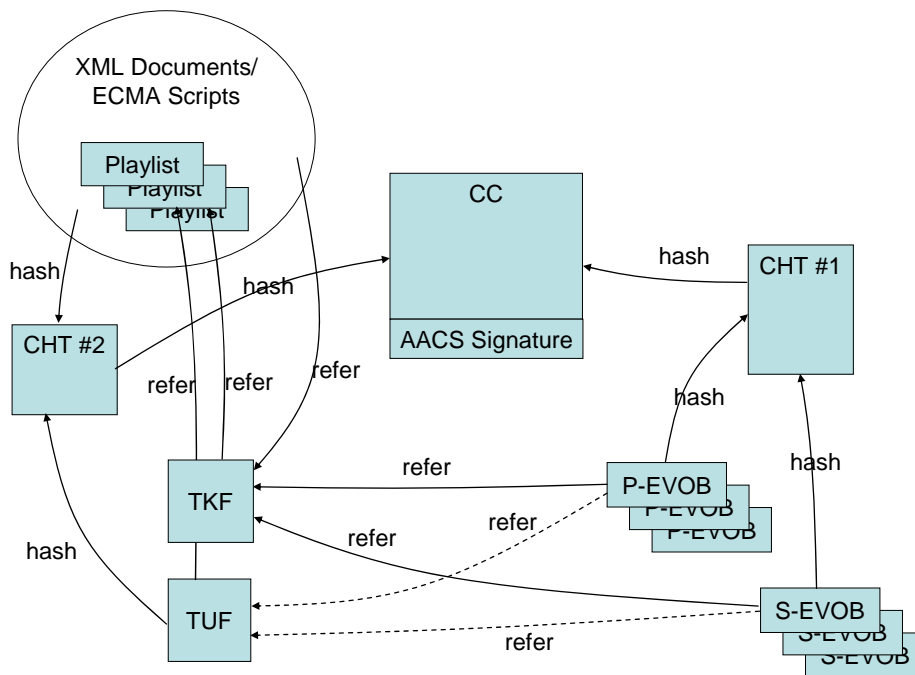 XML Documents/
ECMA Scripts
Playlist
Playlist
Playlist
CC
hash
CHT #1
hash
hash
CHT #2
AACS Signature
refer
refer
refer
hash
refer
P-EVOB
hash
TKF
P-EVOB
refer
P-EVOB
refer
hash
TUF
S-EVOB
refer
S-EVOB
S-EVOB